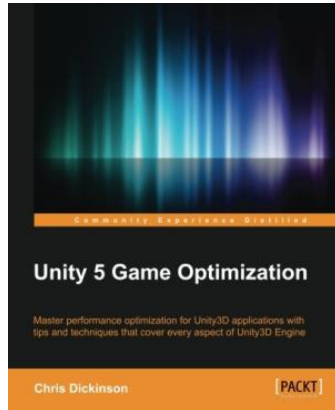 Community Experience Distilled
Unity 5 Game Optimization
Master performance optimization for Unity3D applications with
tips and techniques that cover every aspect of Unity3D Engine
Chris Dickinson
[PACKT]